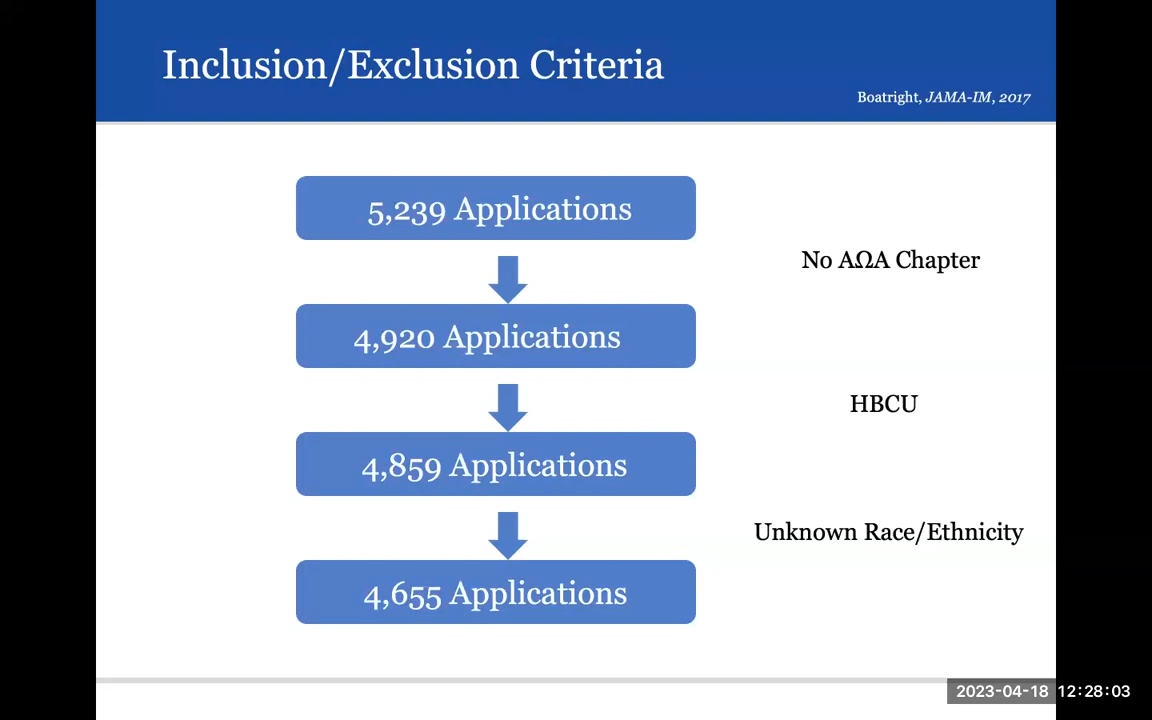 Inclusion/Exclusion Criteria
Boatright, JAMA-IM, 2017
5,239 Applications
No AΩA Chapter
4,920 Applications
HBCU
4,859 Applications
Unknown Race/Ethnicity
4,655 Applications
2023-04-18 12:28:03